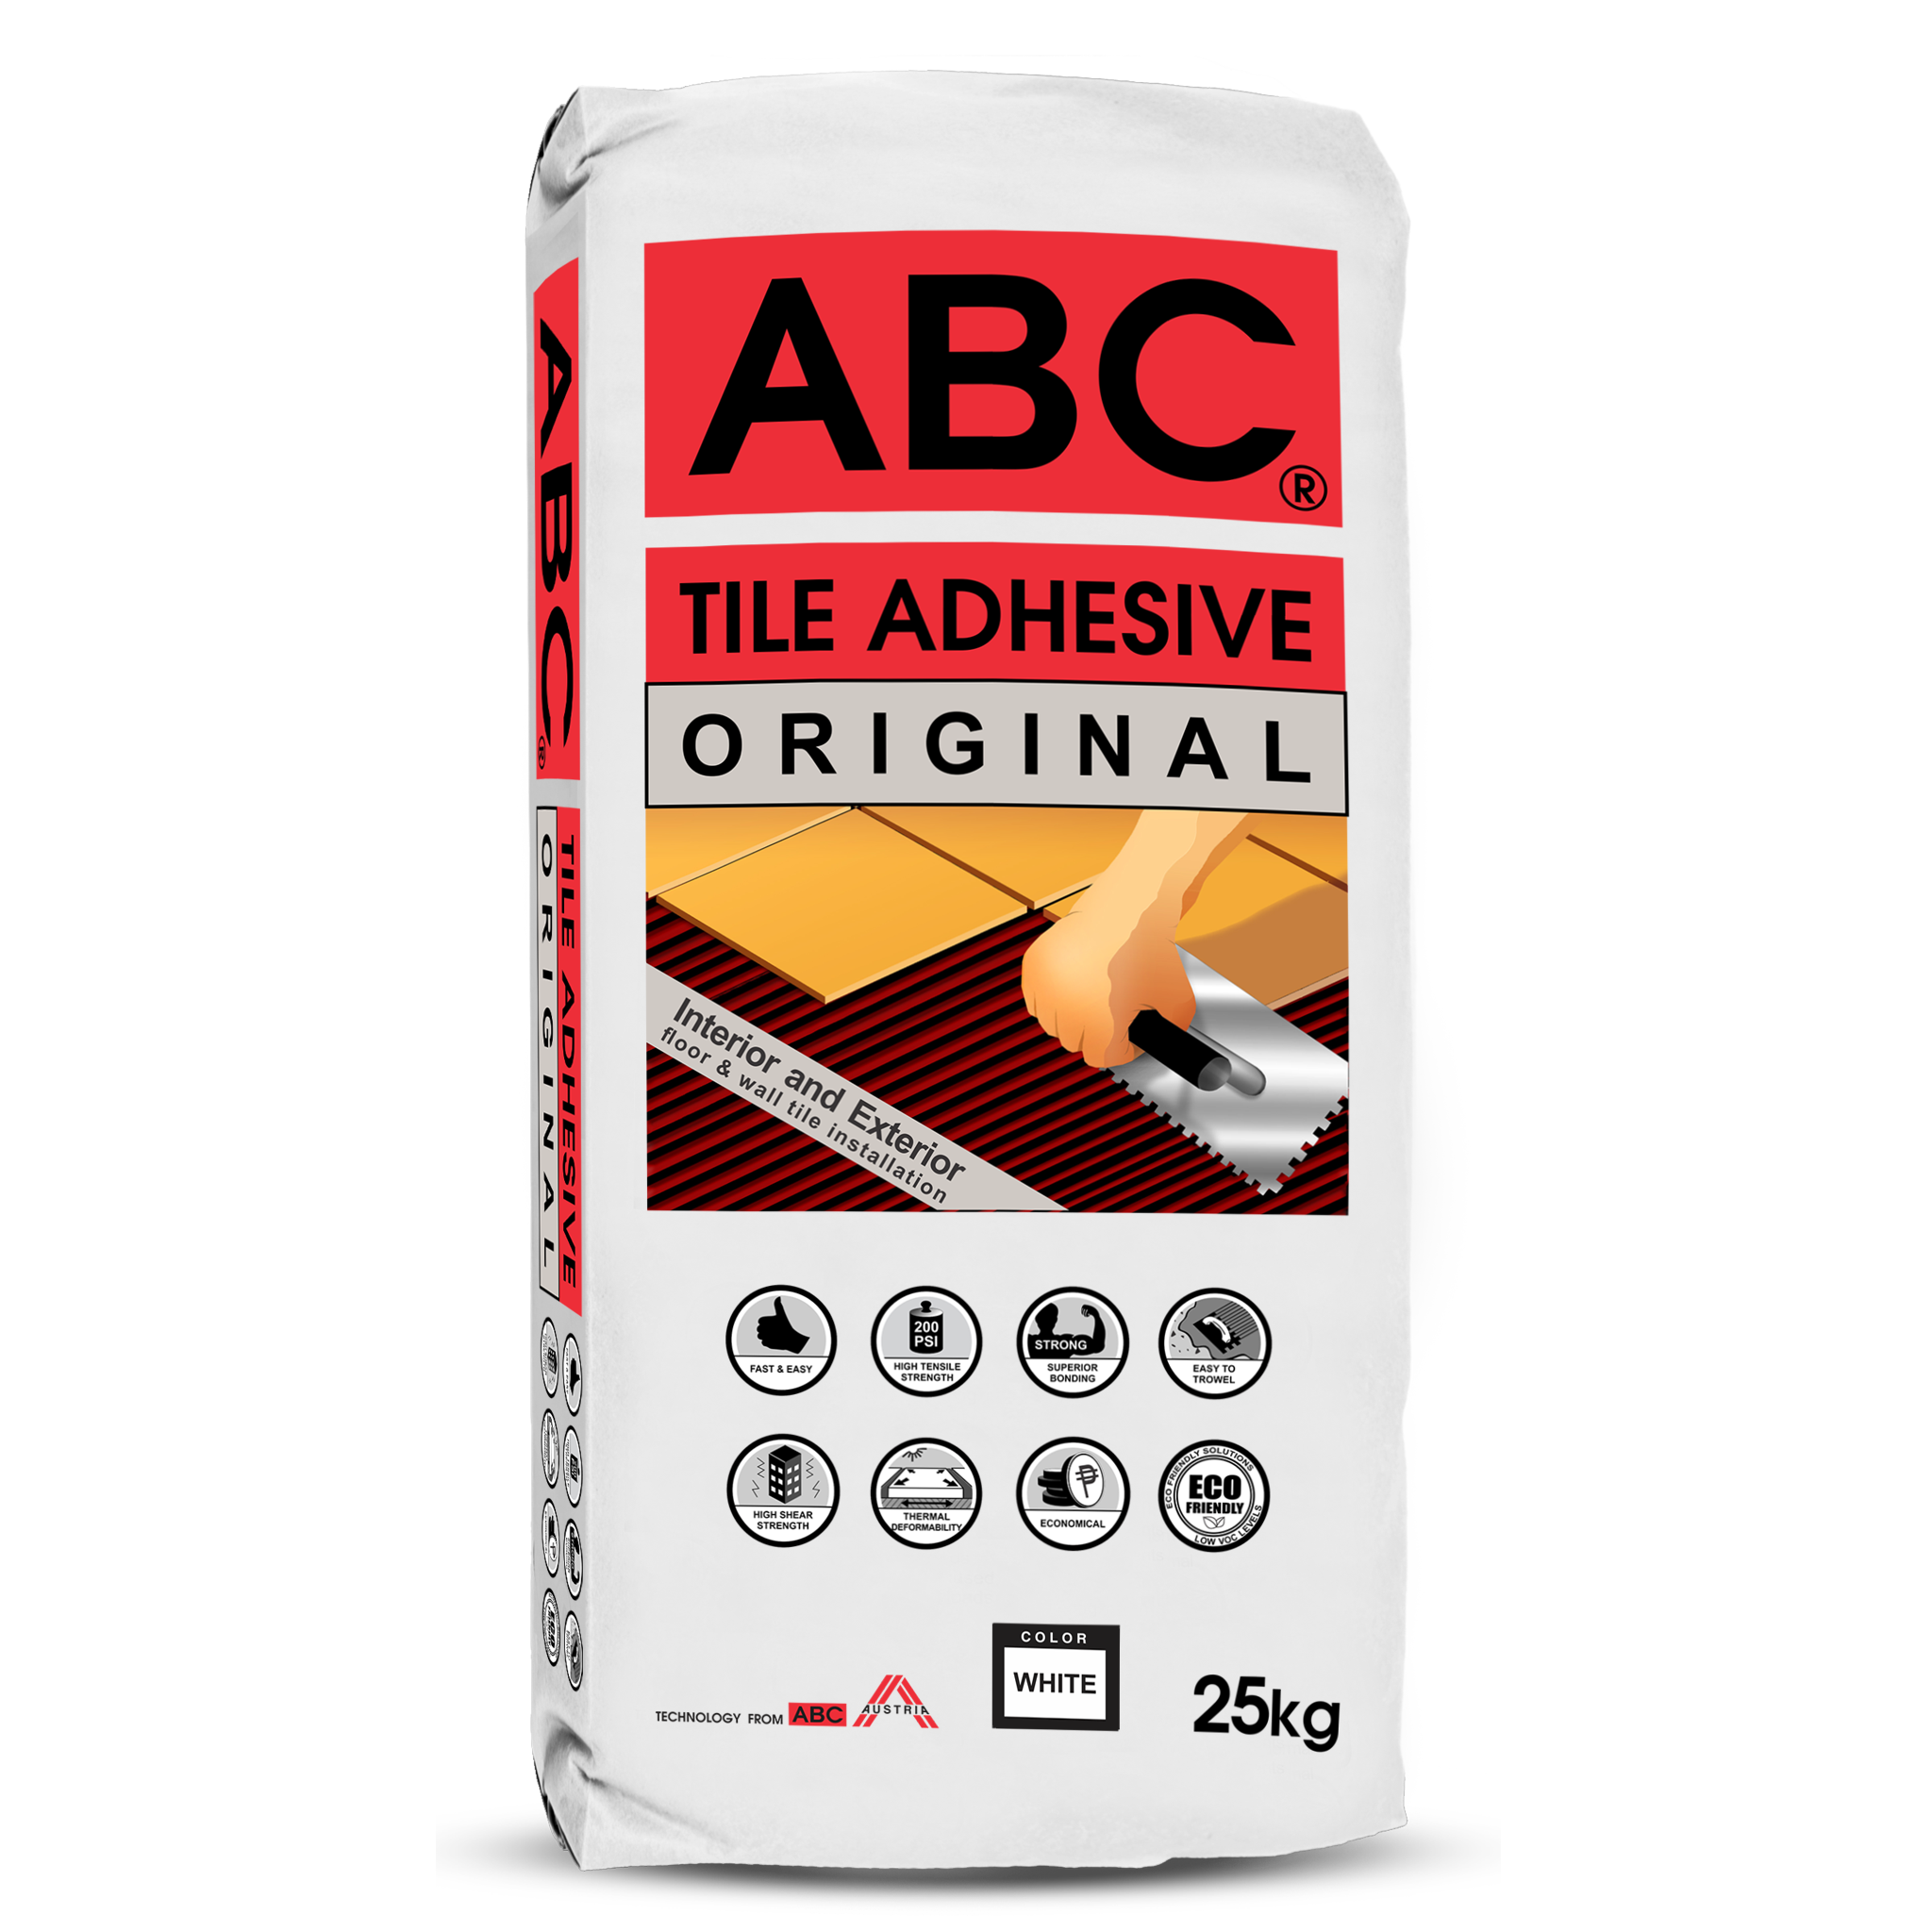 ABC®
TILE ADHESIVE
ORIGINAL
Interior and Exterior
floor & wall tile installation
FAST & EASY
200
PSI
HIGH TENSILE
STRENGTH
STRONG
SUPERIOR
BONDING
EASY TO
TROWEL
HIGH SHEAR
STRENGTH
THERMAL
DEFORMABILITY
ECONOMICAL
ECO FRIENDLY SOLUTIONS
ECO
FRIENDLY
LOW VOC LEVELS
COLOR
WHITE
TECHNOLOGY FROM ABC AUSTRIA
25kg
ABC®
TILE ADHESIVE
ORIGINAL